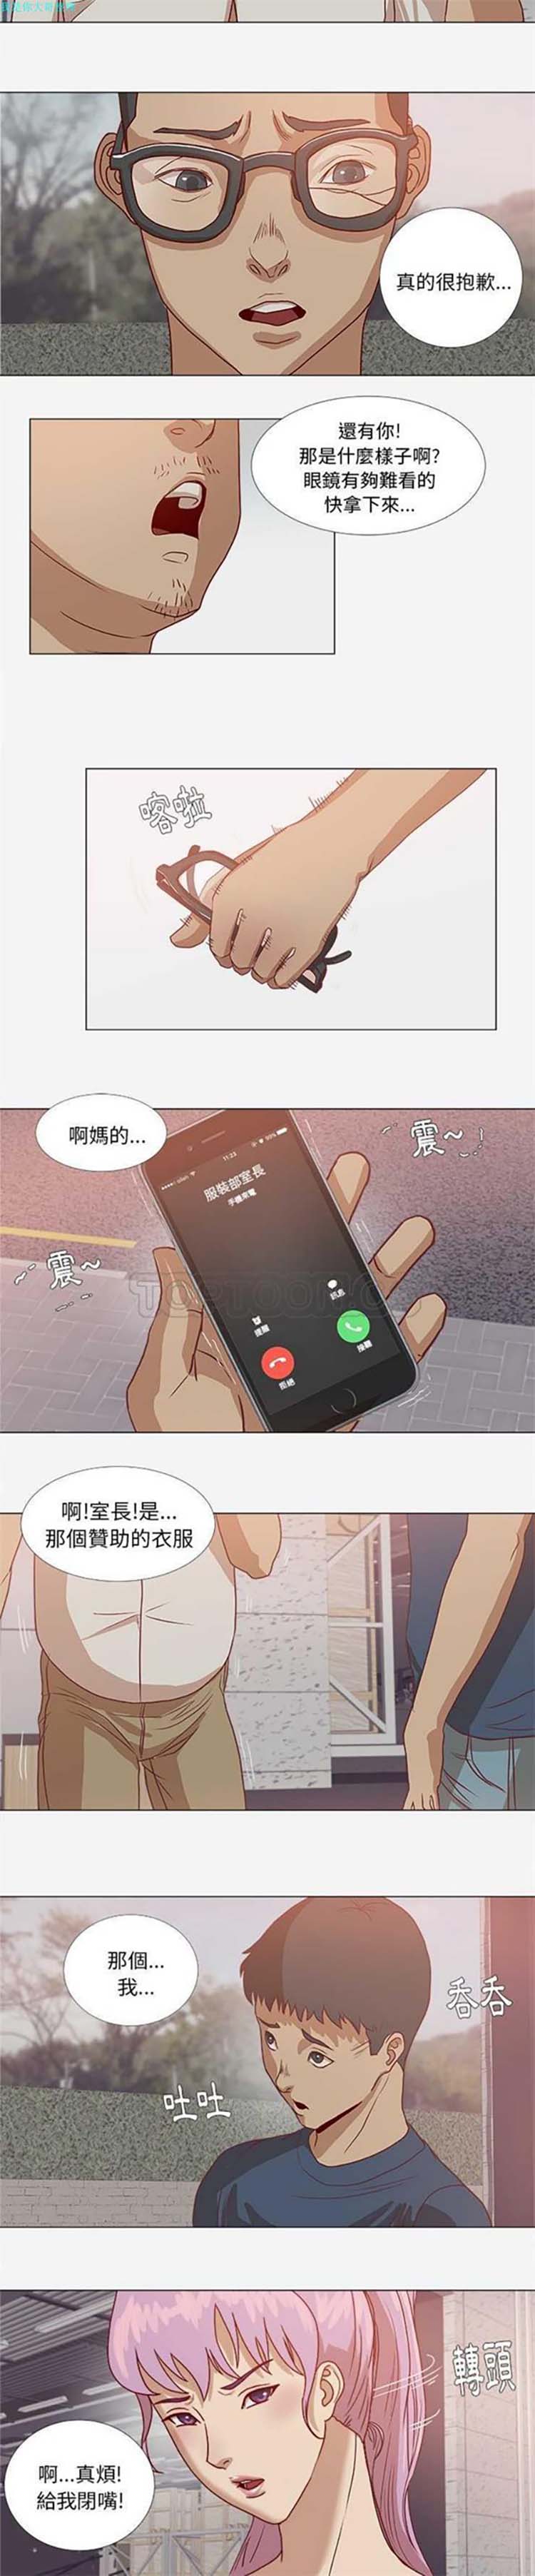 真的很抱歉...
還有你!
那是什麼樣子啊?
眼鏡有夠難看的
快拿下來...
喀啦
啊媽的...
震~
11:23
服裝部室長
手機來電
震~
訊息
提醒
接聽
拒絕
TOPTOON
啊!室長!是...
那個贊助的衣服
那個...
我...
吞吞
吐吐
轉頭
啊...真煩!
給我閉嘴!